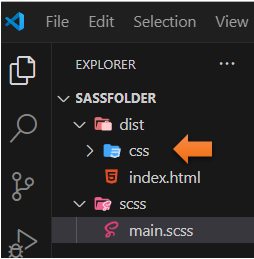 File Edit Selection View
EXPLORER
SASSFOLDER
dist
css
index.html
scss
main.scss